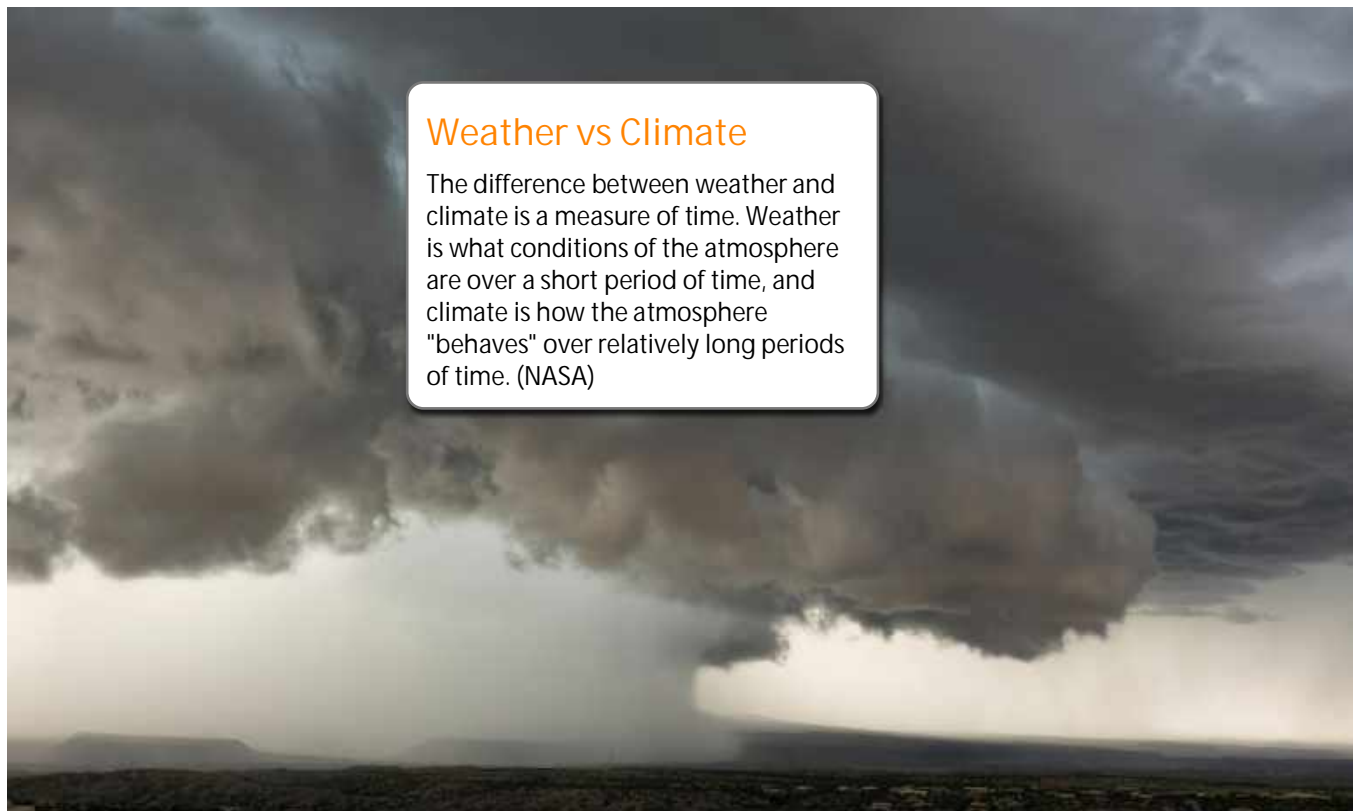 Weather vs Climate
The difference between weather and
climate is a measure of time. Weather
is what conditions of the atmosphere
are over a short period of time, and
climate is how the atmosphere
"behaves" over relatively long periods
of time. (NASA)